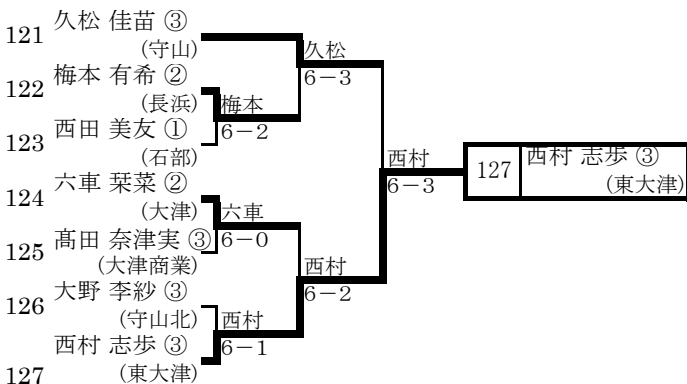 久松 佳苗 ③
121
(守山)
久松
6－3
梅本 有希 ②
122
(長浜)
梅本
6－2
西田 美友 ①
123
(石部)
西村
6－3
127
西村 志歩 ③
(東大津)
六車 栞菜 ②
124
(大津)
六車
6－0
髙田 奈津実 ③
125
(大津商業)
西村
6－2
大野 李紗 ③
126
(守山北)
西村
6－1
西村 志歩 ③
127
(東大津)